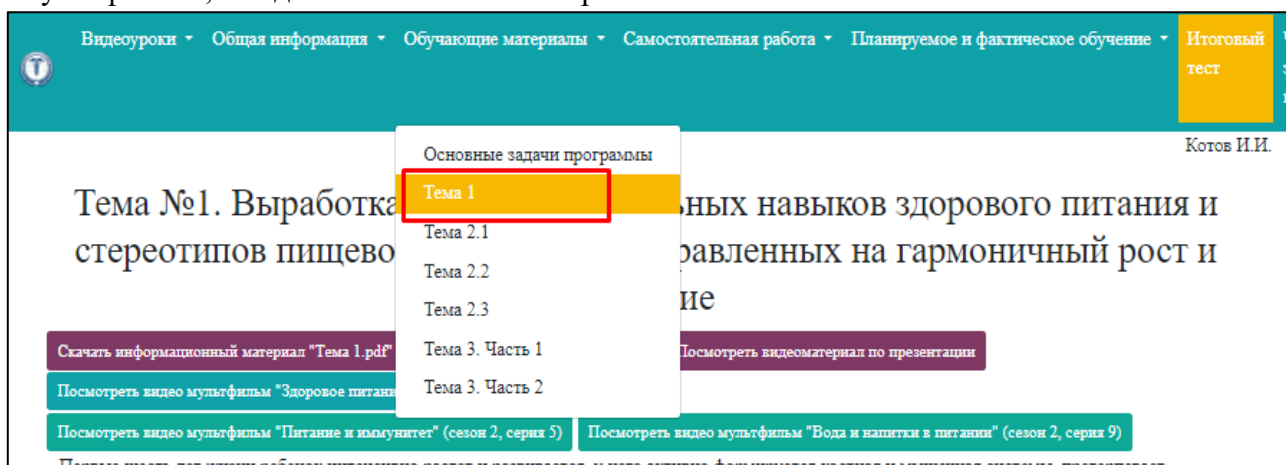 Видеоуроки Общая информация Обучающие материалы Самостоятельная работа Планируемое и фактическое обучение Итоговый тест
Котов И.И.
Основные задачи программы
Тема 1
Тема 2.1
Тема 2.2
Тема 2.3
Тема 3. Часть 1
Тема 3. Часть 2
Тема №1. Выработка ных навыков здорового питания и
стереотипов пищево равленных на гармоничный рост и
ие
Скачать информационный материал "Тема 1.pdf" Посмотреть видеоматериал по презентации
Посмотреть видео мультфильм "Здоровое питани
Посмотреть видео мультфильм "Питание и иммунитет" (сезон 2, серия 5) Посмотреть видео мультфильм "Вода и напитки в питании" (сезон 2, серия 9)